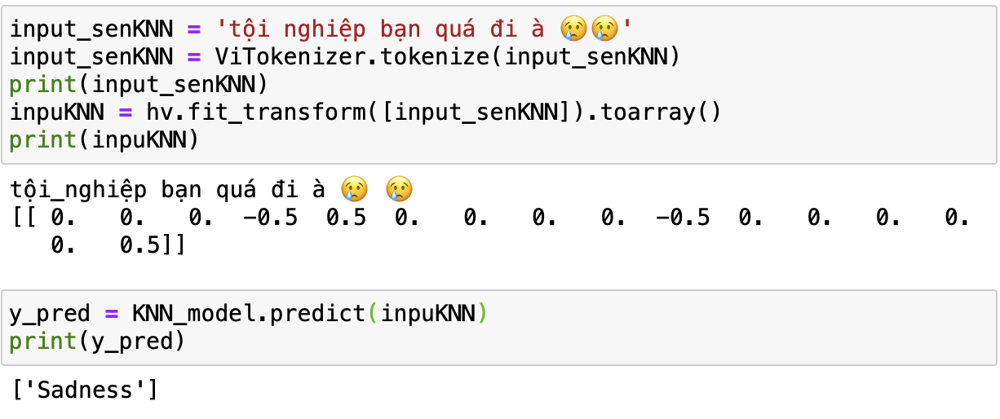 input_senKNN = 'tội nghiệp bạn quá đi à 😢😢'
input_senKNN = ViTokenizer.tokenize(input_senKNN)
print(input_senKNN)
inpuKNN = hv.fit_transform([input_senKNN]).toarray()
print(inpuKNN)
tội_nghiệp bạn quá đi à 😢 😢
[[ 0.   0.   0.  -0.5  0.5  0.   0.   0.   0.  -0.5  0.   0.   0.   0.
   0.   0.5]]
y_pred = KNN_model.predict(inpuKNN)
print(y_pred)
['Sadness']